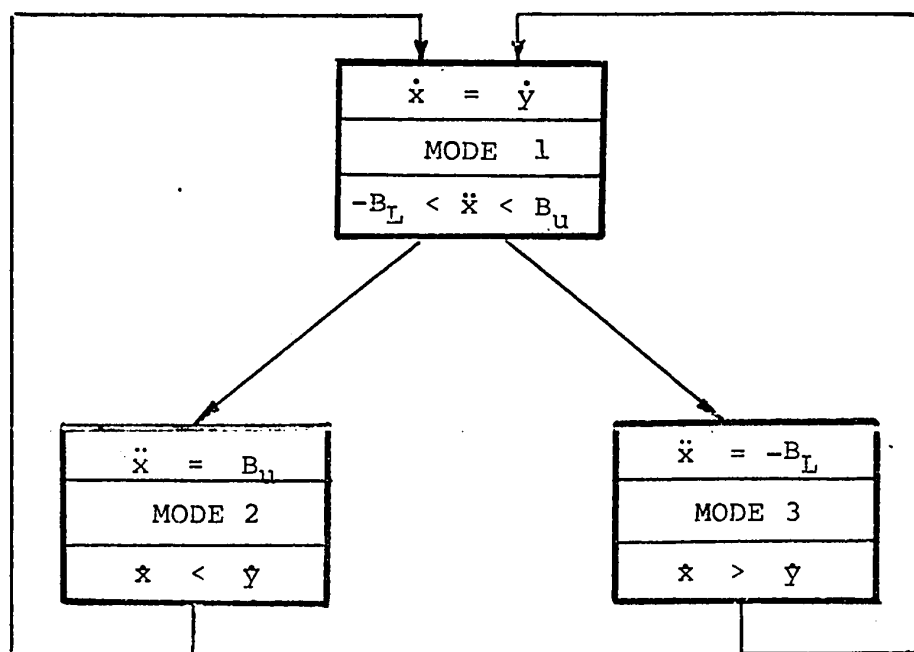 ẋ = ẏ
MODE 1
-B_L < ẍ < B_u
ẍ = B_u
MODE 2
ẋ < ẏ
ẍ = -B_L
MODE 3
ẋ > ẏ